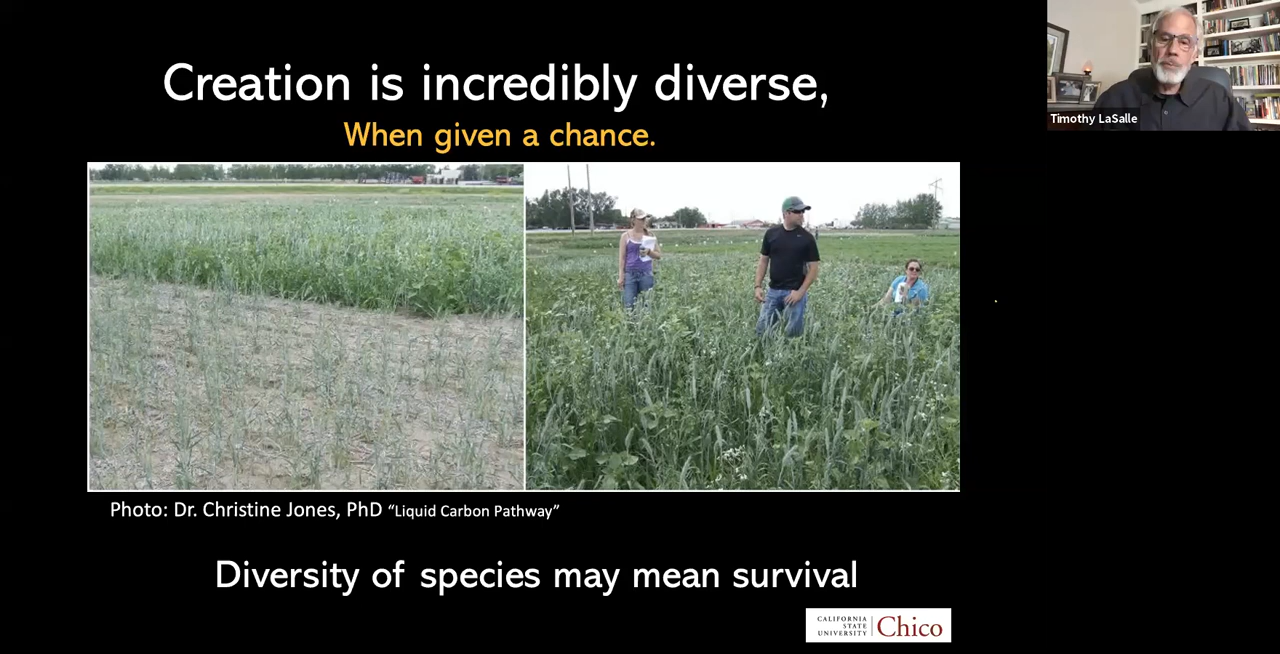 Creation is incredibly diverse,
When given a chance.
Timothy LaSalle
Photo: Dr. Christine Jones, PhD “Liquid Carbon Pathway”
Diversity of species may mean survival
CALIFORNIA
STATE
UNIVERSITY
Chico